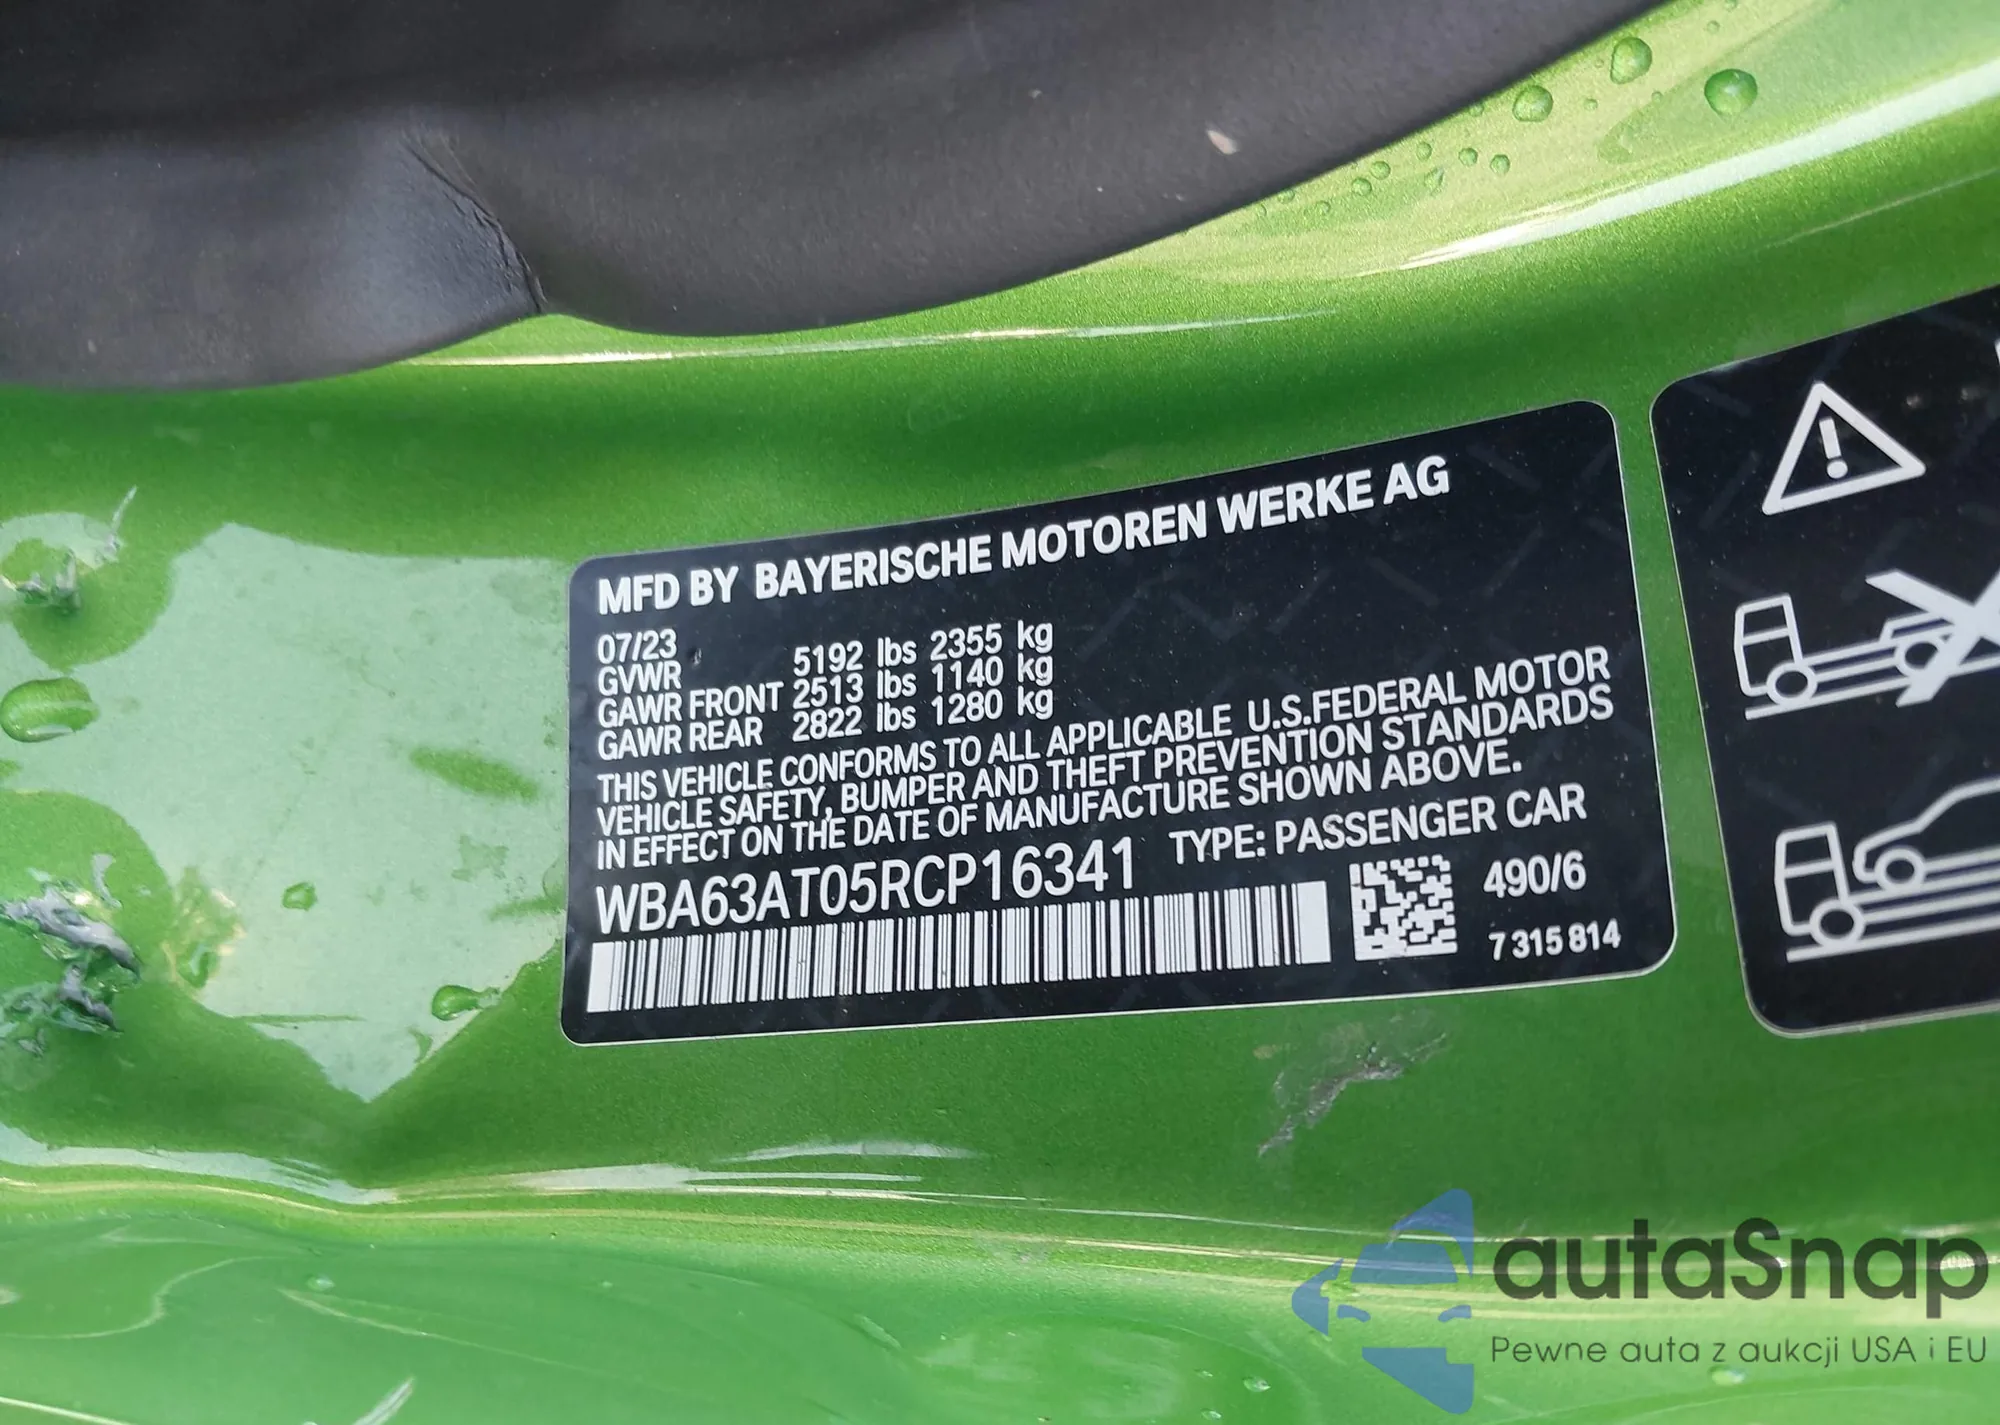 MFD BY BAYERISCHE MOTOREN WERKE AG
07/23
GVWR 5192 lbs 2355 kg
GAWR FRONT 2513 lbs 1140 kg
GAWR REAR 2822 lbs 1280 kg
THIS VEHICLE CONFORMS TO ALL APPLICABLE U.S.FEDERAL MOTOR
VEHICLE SAFETY, BUMPER AND THEFT PREVENTION STANDARDS
IN EFFECT ON THE DATE OF MANUFACTURE SHOWN ABOVE.
WBA63AT05RCP16341 TYPE: PASSENGER CAR
490/6
7 315 814
autaSnap
Pewne auta z aukcji USA i EU